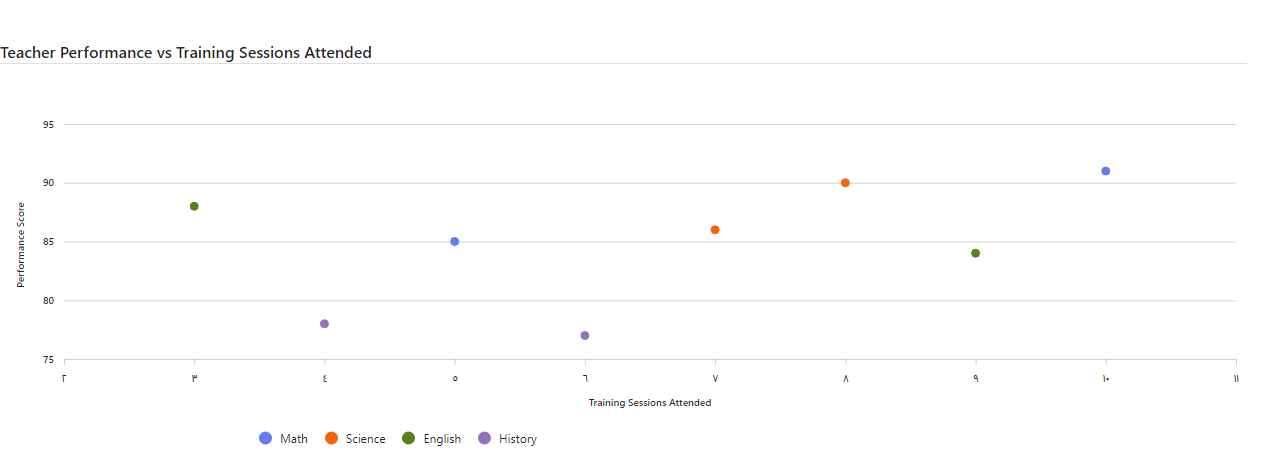 Teacher Performance vs Training Sessions Attended
95
90
85
80
75
Performance Score
٢ ٣ ٤ ٥ ٦ ٧ ٨ ٩ ١٠ ١١
Training Sessions Attended
Math Science English History